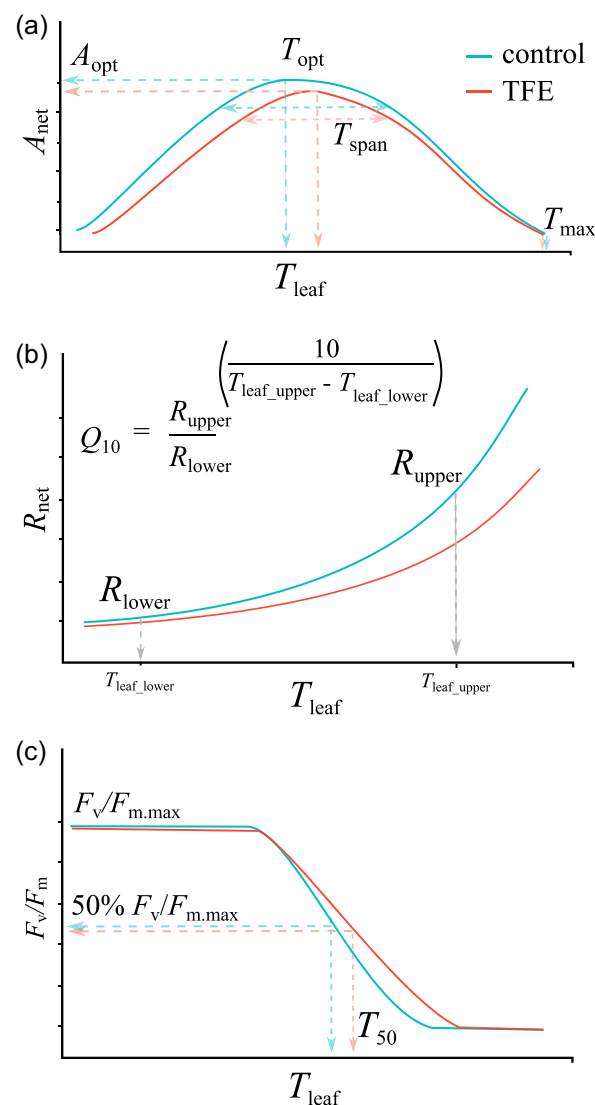 (a)
A_opt
T_opt
control
TFE
A_net
T_span
T_max
T_leaf
(b)
Q_10 = R_upper / R_lower (10 / T_leaf_upper - T_leaf_lower)
R_upper
R_net
R_lower
T_leaf_lower
T_leaf_upper
T_leaf
(c)
F_v/F_m.max
F_v/F_m
50% F_v/F_m.max
T_50
T_leaf